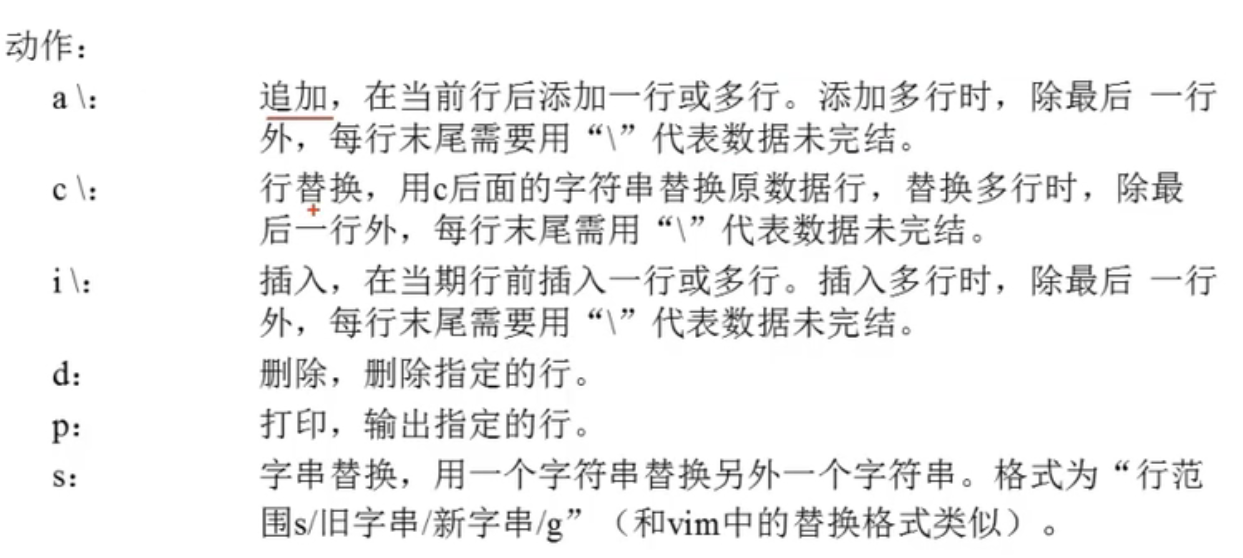 动作：
a \： 追加，在当前行后添加一行或多行。添加多行时，除最后 一行
外，每行末尾需要用“\”代表数据未完结。
c \： 行替换，用c后面的字符串替换原数据行，替换多行时，除最
后一行外，每行末尾需用“\”代表数据未完结。
i \： 插入，在当期行前插入一行或多行。插入多行时，除最后 一行
外，每行末尾需要用“\”代表数据未完结。
d： 删除，删除指定的行。
p： 打印，输出指定的行。
s： 字串替换，用一个字符串替换另外一个字符串。格式为“行范
围s/旧字串/新字串/g”（和vim中的替换格式类似）。